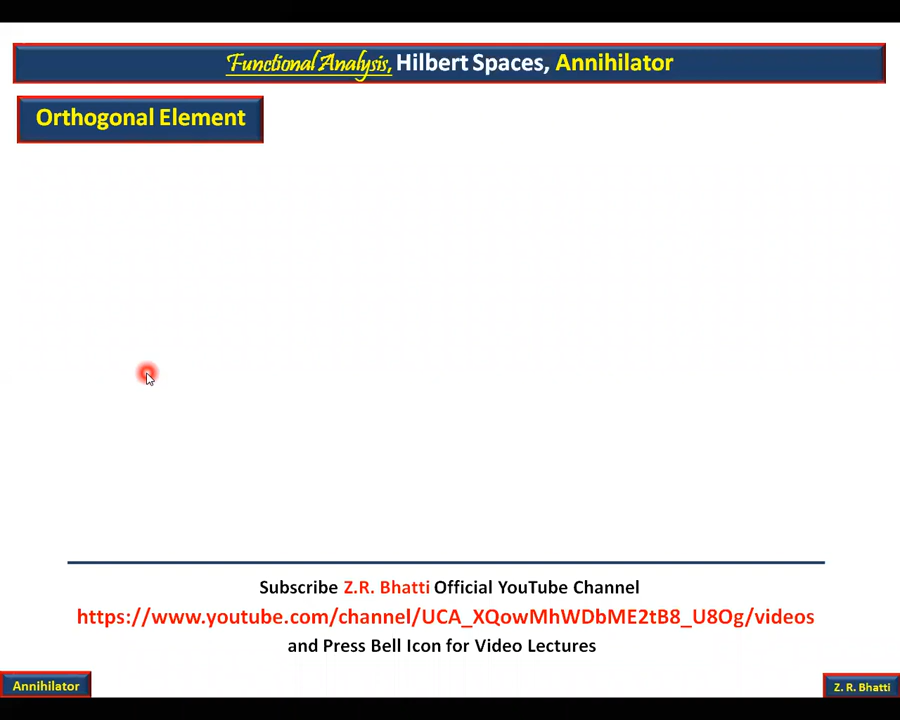 Functional Analysis, Hilbert Spaces, Annihilator
Orthogonal Element
Subscribe Z.R. Bhatti Official YouTube Channel
https://www.youtube.com/channel/UCA_XQowMhWDbME2tB8_U8Og/videos
and Press Bell Icon for Video Lectures
Annihilator
Z. R. Bhatti